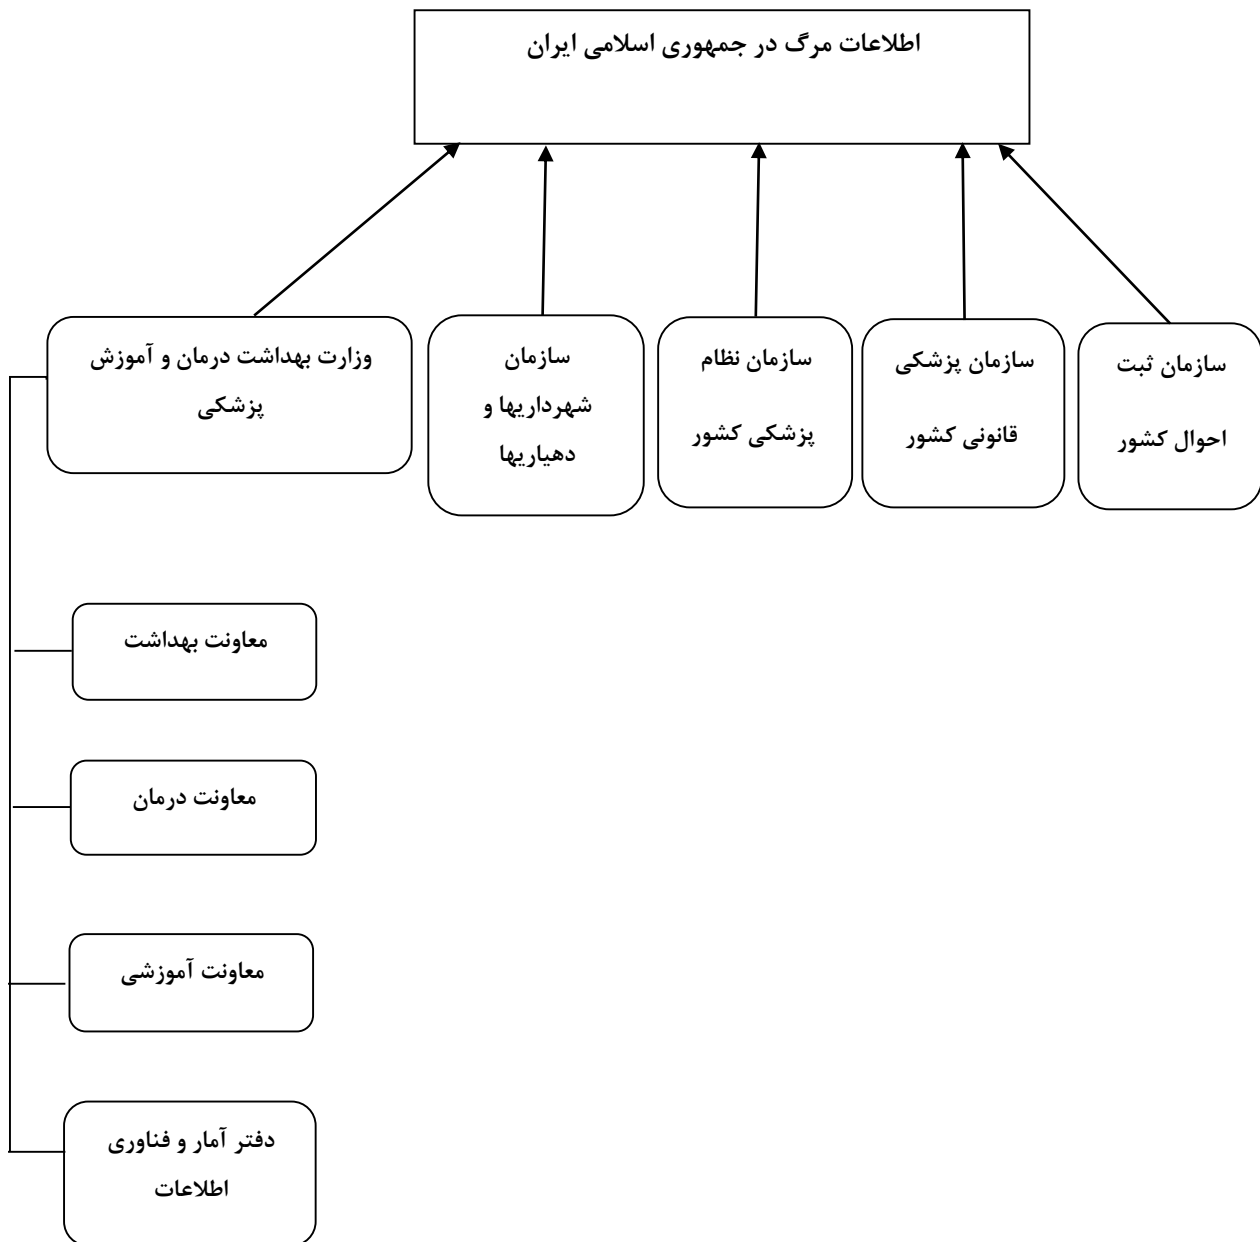 اطلاعات مرگ در جمهوری اسلامی ایران
سازمان ثبت
احوال کشور
سازمان پزشکی
قانونی کشور
سازمان نظام
پزشکی کشور
سازمان
شهرداریها و
دهیاریها
وزارت بهداشت درمان و آموزش
پزشکی
معاونت بهداشت
معاونت درمان
معاونت آموزشی
دفتر آمار و فناوری
اطلاعات